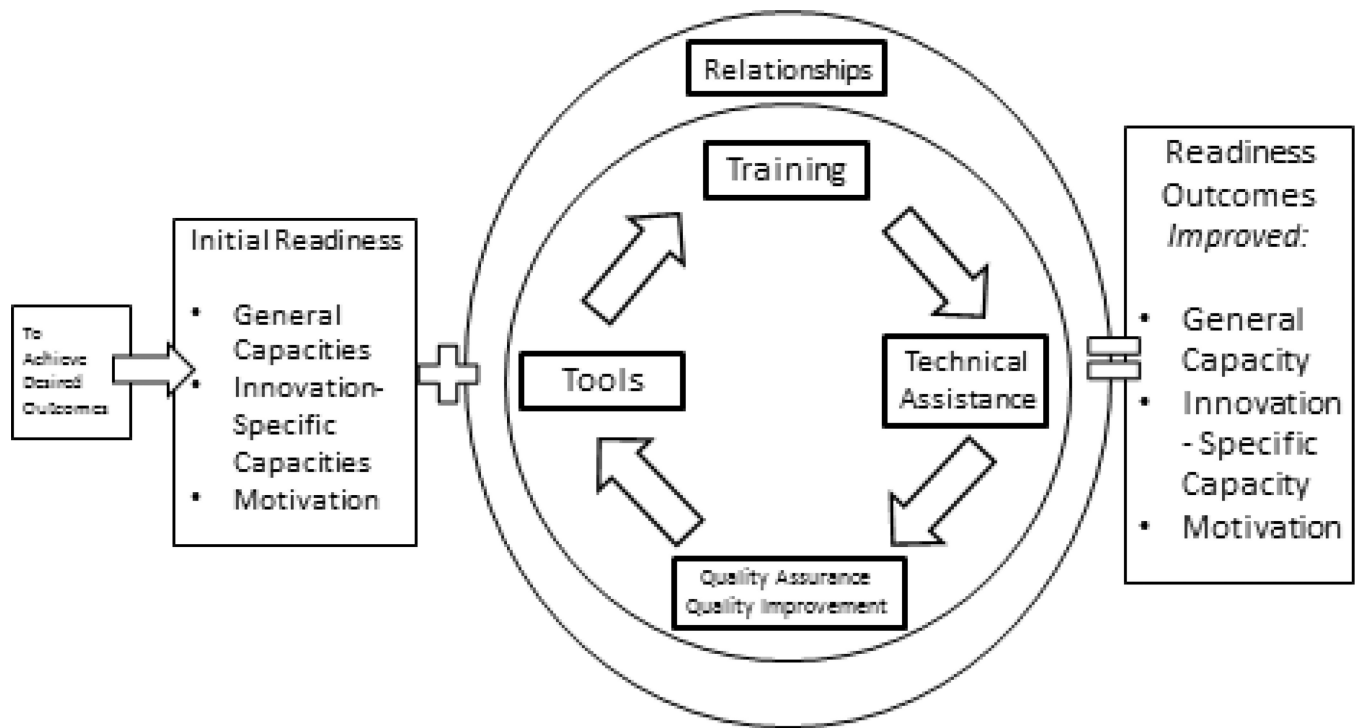 To
Achieve
Desired
Outcomes
Initial Readiness
• General
Capacities
• Innovation-
Specific
Capacities
• Motivation
Relationships
Training
Technical
Assistance
Quality Assurance
Quality Improvement
Tools
Readiness
Outcomes
Improved:
• General
Capacity
• Innovation
- Specific
Capacity
• Motivation